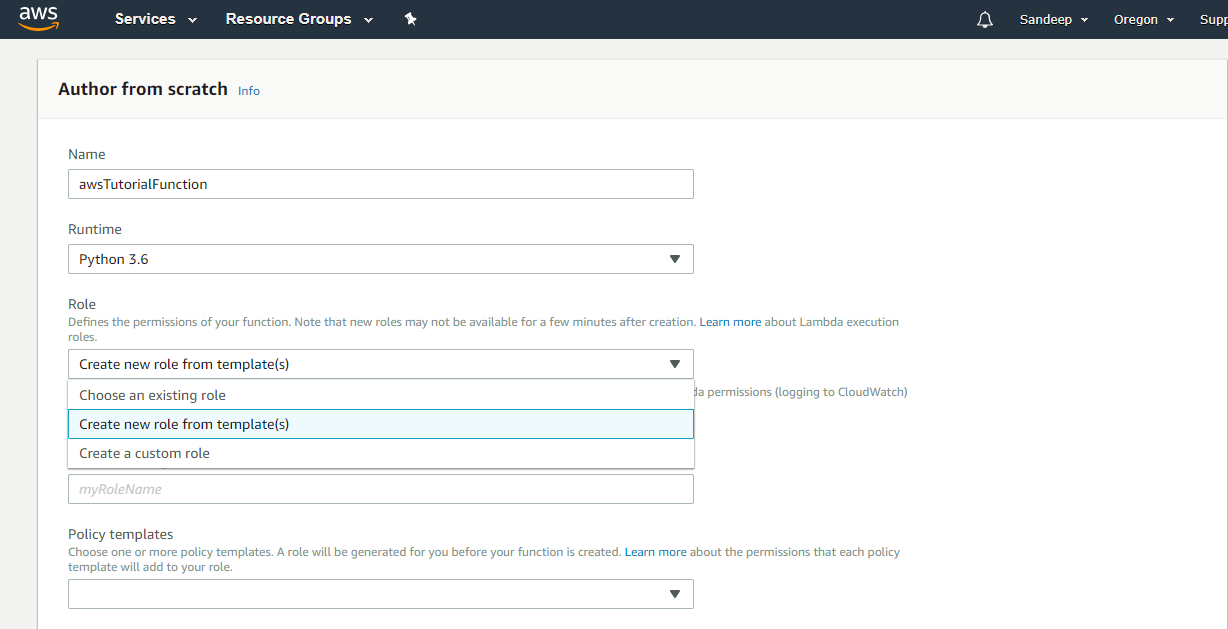 aws Services Resource Groups Sandeep Oregon Supp
Author from scratch Info
Name
awsTutorialFunction
Runtime
Python 3.6
Role
Defines the permissions of your function. Note that new roles may not be available for a few minutes after creation. Learn more about Lambda execution
roles.
Create new role from template(s)
Choose an existing role
permissions (logging to CloudWatch)
Create new role from template(s)
Create a custom role
myRoleName
Policy templates
Choose one or more policy templates. A role will be generated for you before your function is created. Learn more about the permissions that each policy
template will add to your role.